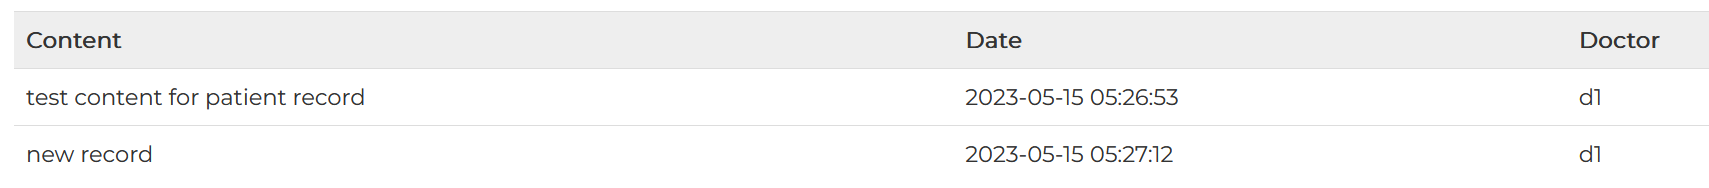 Content Date Doctor
test content for patient record 2023-05-15 05:26:53 d1
new record 2023-05-15 05:27:12 d1